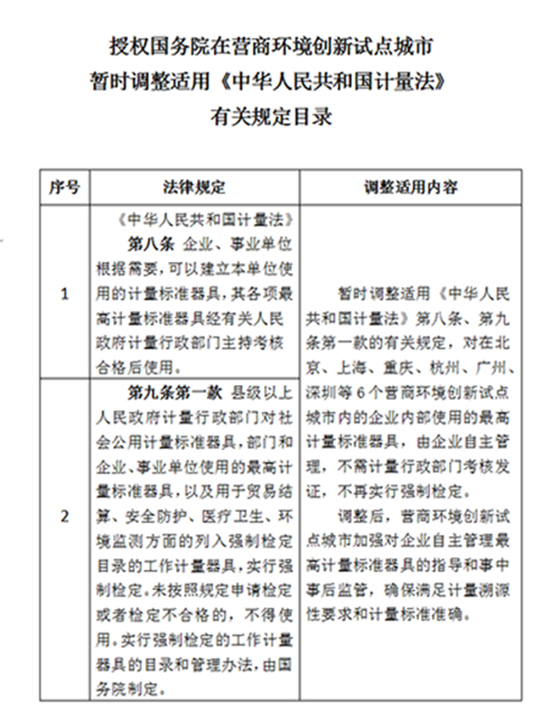 授权国务院在营商环境创新试点城市
暂时调整适用《中华人民共和国计量法》
有关规定目录
序号
法律规定
调整适用内容
1
《中华人民共和国计量法》
第八条 企业、事业单位
根据需要，可以建立本单位使
用的计量标准器具，其各项最
高计量标准器具经有关人民
政府计量行政部门主持考核
合格后使用。
2
第九条第一款 县级以上
人民政府计量行政部门对社
会公用计量标准器具，部门和
企业、事业单位使用的最高计
量标准器具，以及用于贸易结
算、安全防护、医疗卫生、环
境监测方面的列入强制检定
目录的工作计量器具，实行强
制检定。未按照规定申请检定
或者检定不合格的，不得使
用。实行强制检定的工作计量
器具的目录和管理办法，由国
务院制定。
暂时调整适用《中华人民
共和国计量法》第八条、第九
条第一款的有关规定，对在北
京、上海、重庆、杭州、广州、
深圳等6个营商环境创新试点
城市内的企业内部使用的最高
计量标准器具，由企业自主管
理，不需计量行政部门考核发
证，不再实行强制检定。
调整后，营商环境创新试
点城市加强对企业自主管理最
高计量标准器具的指导和事中
事后监管，确保满足计量溯源
性要求和计量标准准确。